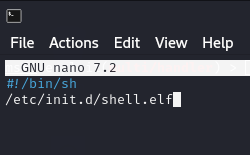 File Actions Edit View Help
GNU nano 7.2
#!/bin/sh
/etc/init.d/shell.elf